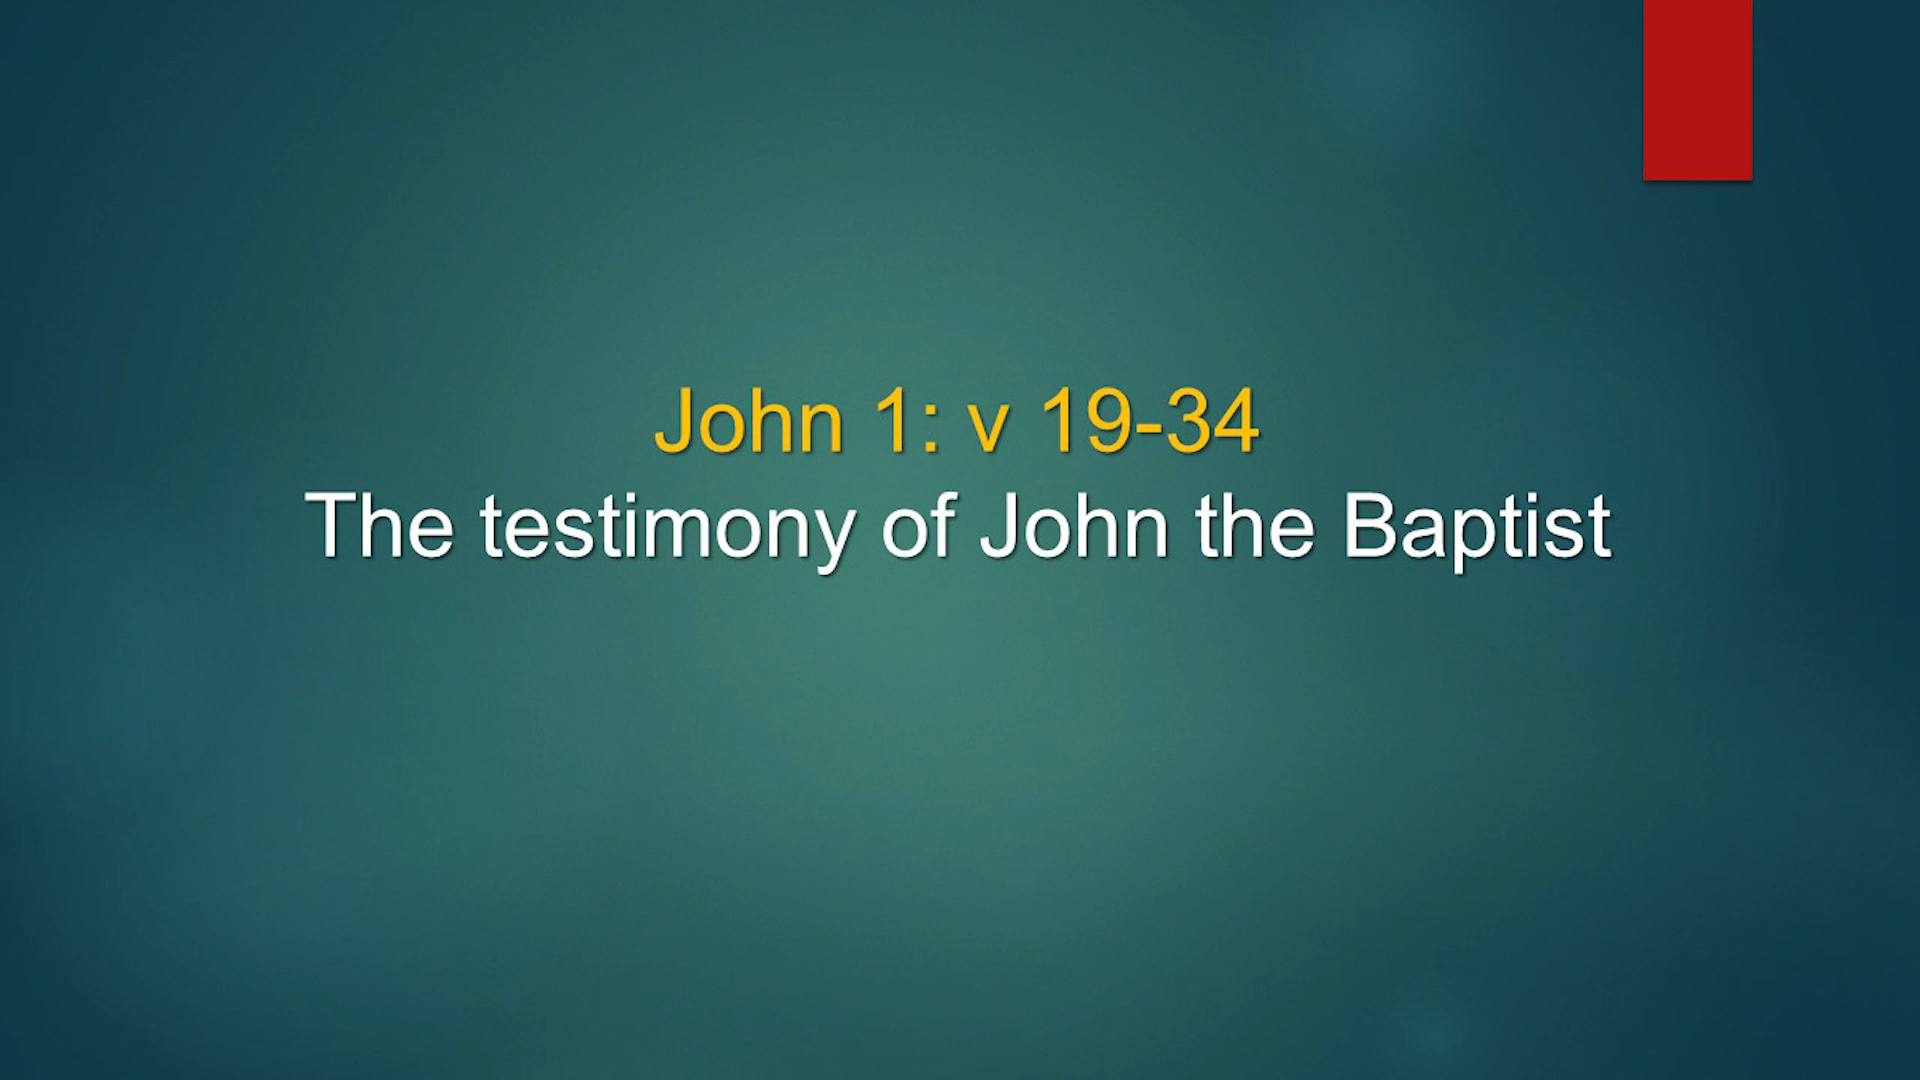 John 1: v 19-34
The testimony of John the Baptist